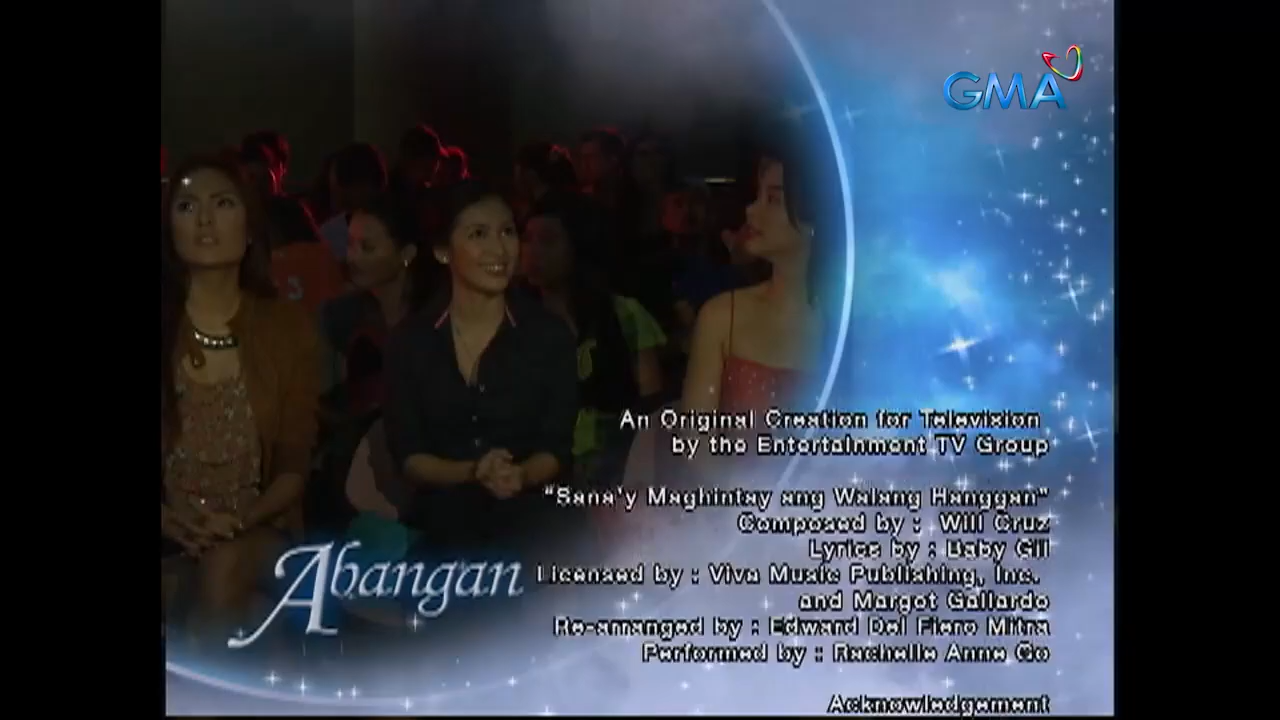 GMA
An Original Creation for Television
by the Entertainment TV Group
"Sana'y Maghintay ang Walang Hanggan"
Composed by : Will Cruz
Lyrics by : Baby Gil
Licensed by : Viva Music Publishing, Inc.
and Margot Gallardo
Re-arranged by : Edward Del Fiero Mitra
Performed by : Rachelle Anne Go
Abangan
Acknowledgement